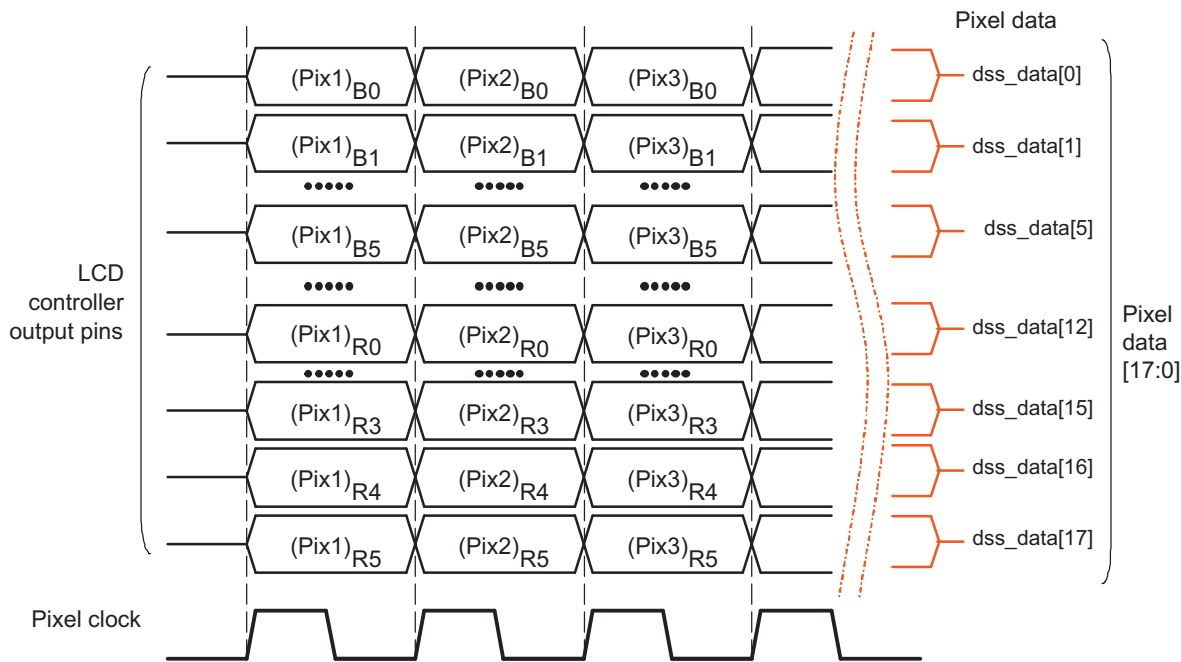 Pixel data
(Pix1)B0 (Pix2)B0 (Pix3)B0 dss_data[0]
(Pix1)B1 (Pix2)B1 (Pix3)B1 dss_data[1]
(Pix1)B5 (Pix2)B5 (Pix3)B5 dss_data[5]
LCD
controller
output pins
(Pix1)R0 (Pix2)R0 (Pix3)R0 dss_data[12]
Pixel
data
[17:0]
(Pix1)R3 (Pix2)R3 (Pix3)R3 dss_data[15]
(Pix1)R4 (Pix2)R4 (Pix3)R4 dss_data[16]
(Pix1)R5 (Pix2)R5 (Pix3)R5 dss_data[17]
Pixel clock